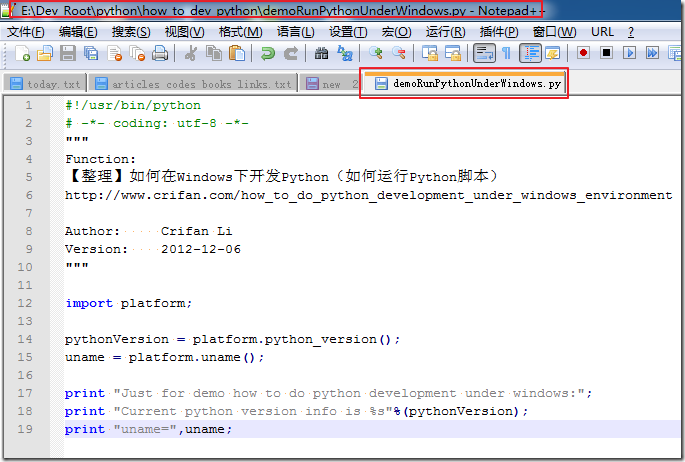 E:\Dev_Root\python\how_to_dev_python\demoRunPythonUnderWindows.py - Notepad++
文件(F) 编辑(E) 搜索(S) 视图(V) 格式(M) 语言(L) 设置(T) 宏(O) 运行(R) 插件(P) 窗口(W) URL ?
today.txt articles codes books links.txt new 2 demoRunPythonUnderWindows.py
1 #!/usr/bin/python
2 # -*- coding: utf-8 -*-
3 """
4 Function:
5 【整理】如何在Windows下开发Python（如何运行Python脚本）
6 http://www.crifan.com/how_to_do_python_development_under_windows_environment
7
8 Author: Crifan Li
9 Version: 2012-12-06
10 """
11
12 import platform;
13
14 pythonVersion = platform.python_version();
15 uname = platform.uname();
16
17 print "Just for demo how to do python development under windows:";
18 print "Current python version info is %s"%(pythonVersion);
19 print "uname=",uname;